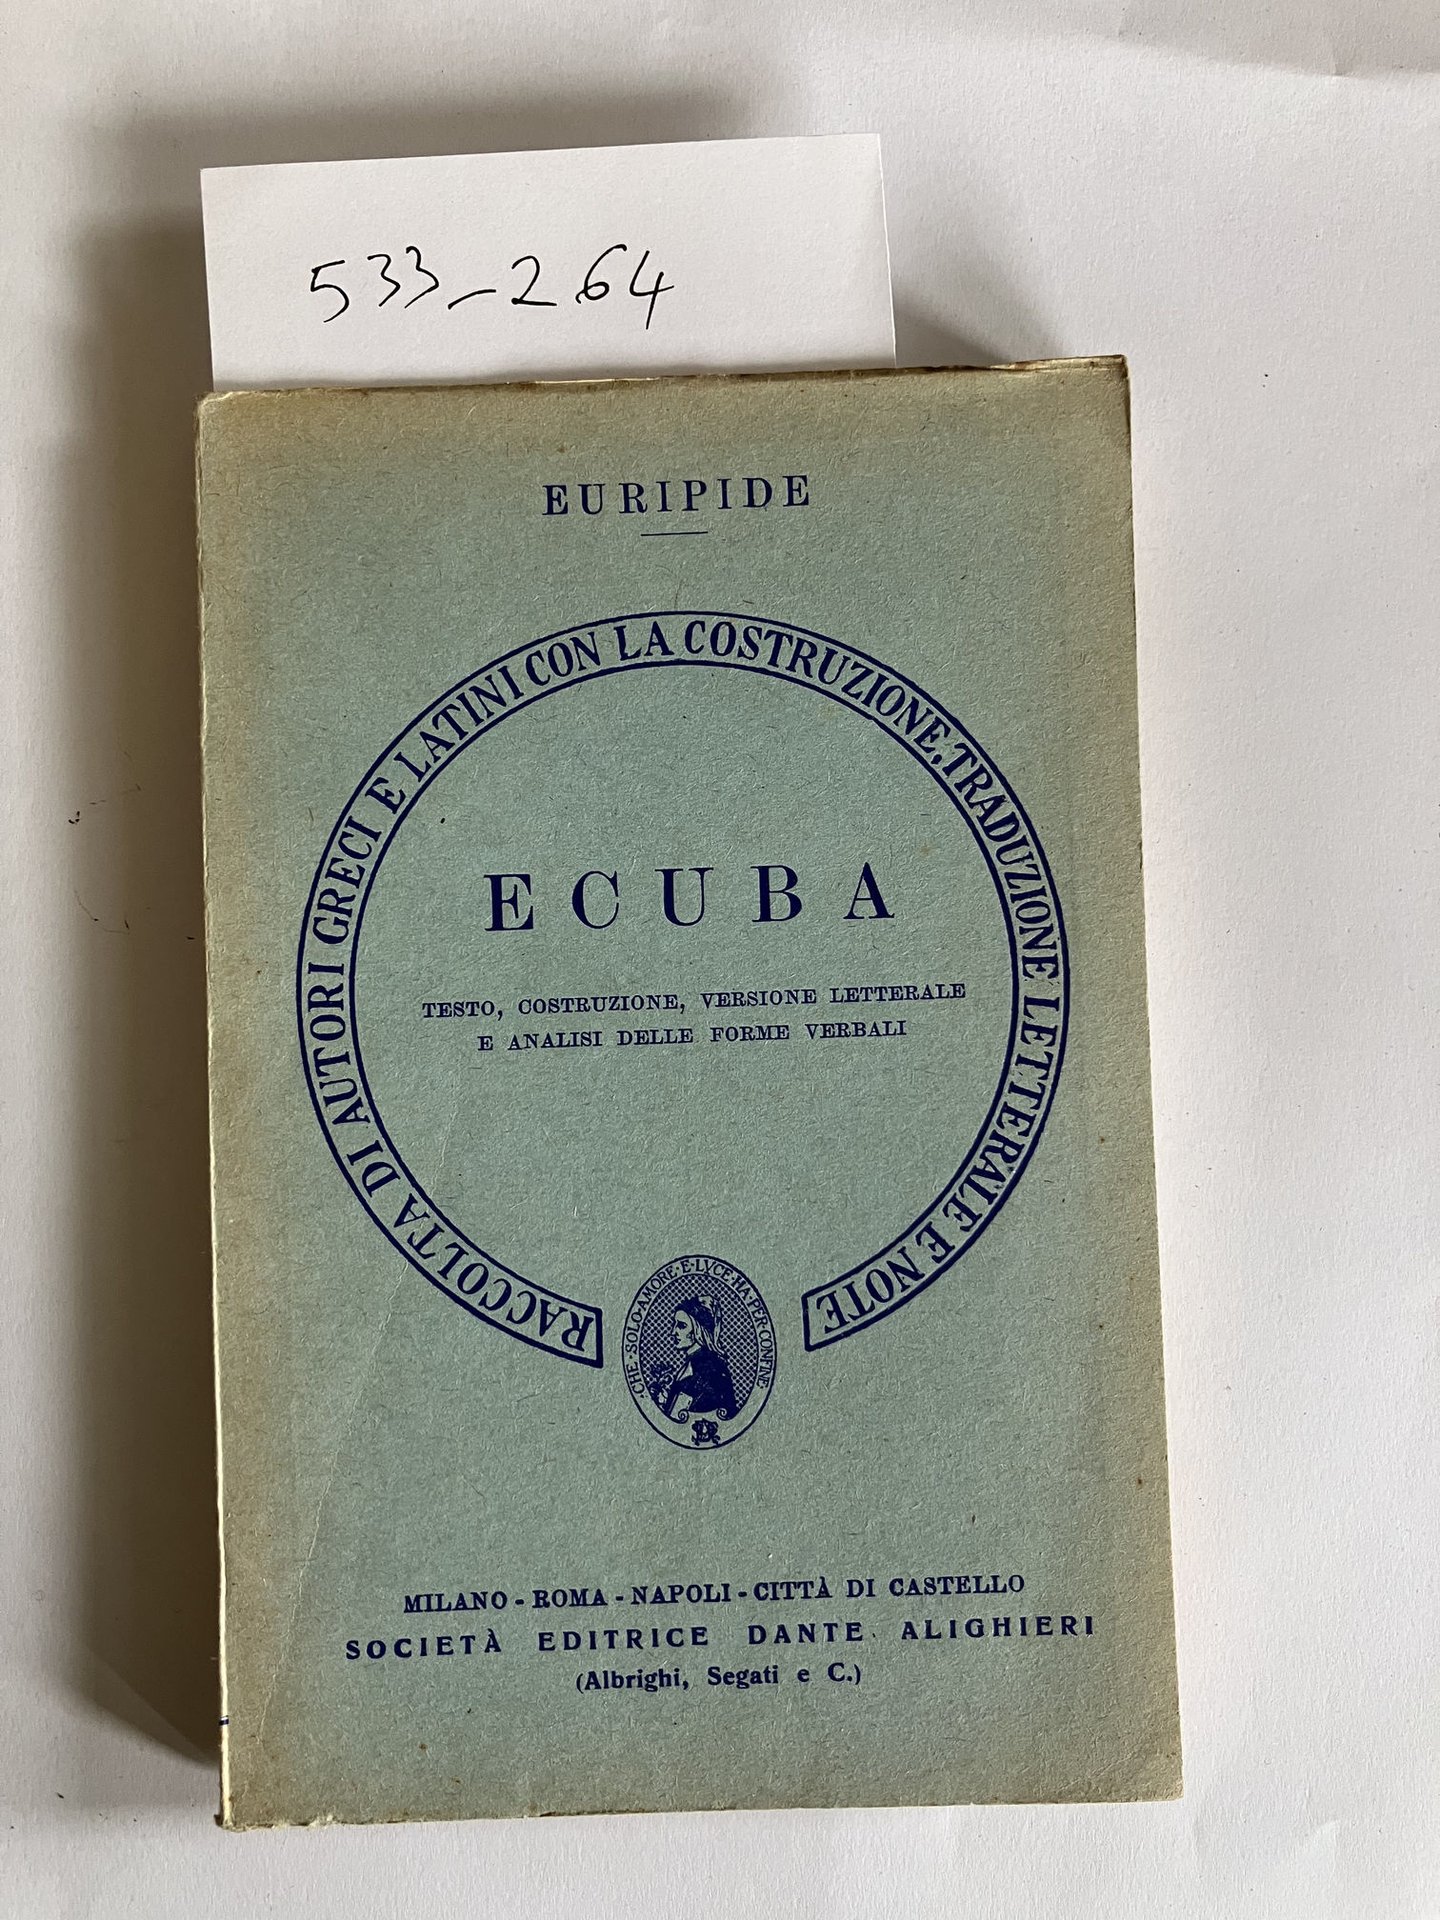 533_264
EURIPIDE
RACCOLTA DI AUTORI GRECI E LATINI CON LA COSTRUZIONE, TRADUZIONE LETTERALE E NOTE
ECUBA
TESTO, COSTRUZIONE, VERSIONE LETTERALE
E ANALISI DELLE FORME VERBALI
·CHE·SOLO·AMORE·E·LVCE·HA·PER·CONFINE
MILANO - ROMA - NAPOLI - CITTÀ DI CASTELLO
SOCIETÀ EDITRICE DANTE ALIGHIERI
(Albrighi, Segati e C.)